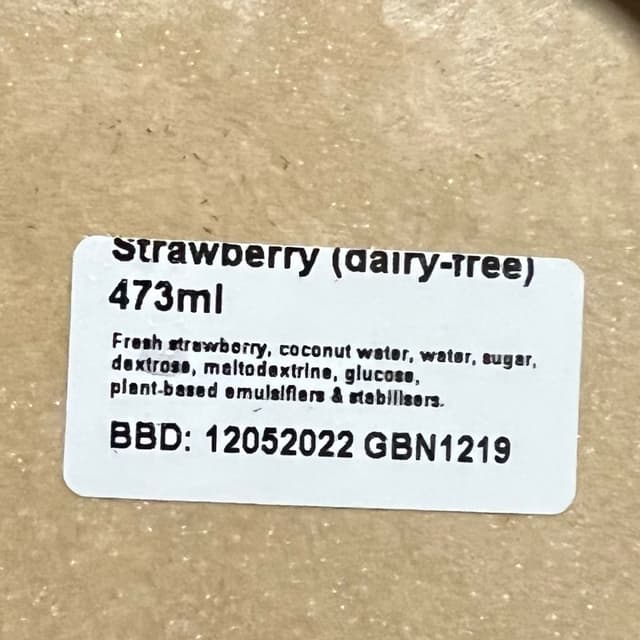 Strawberry (dairy-free)
473ml
Fresh strawberry, coconut water, water, sugar,
dextrose, maltodextrine, glucose,
plant-based emulsifiers & stabilisers.
BBD: 12052022 GBN1219